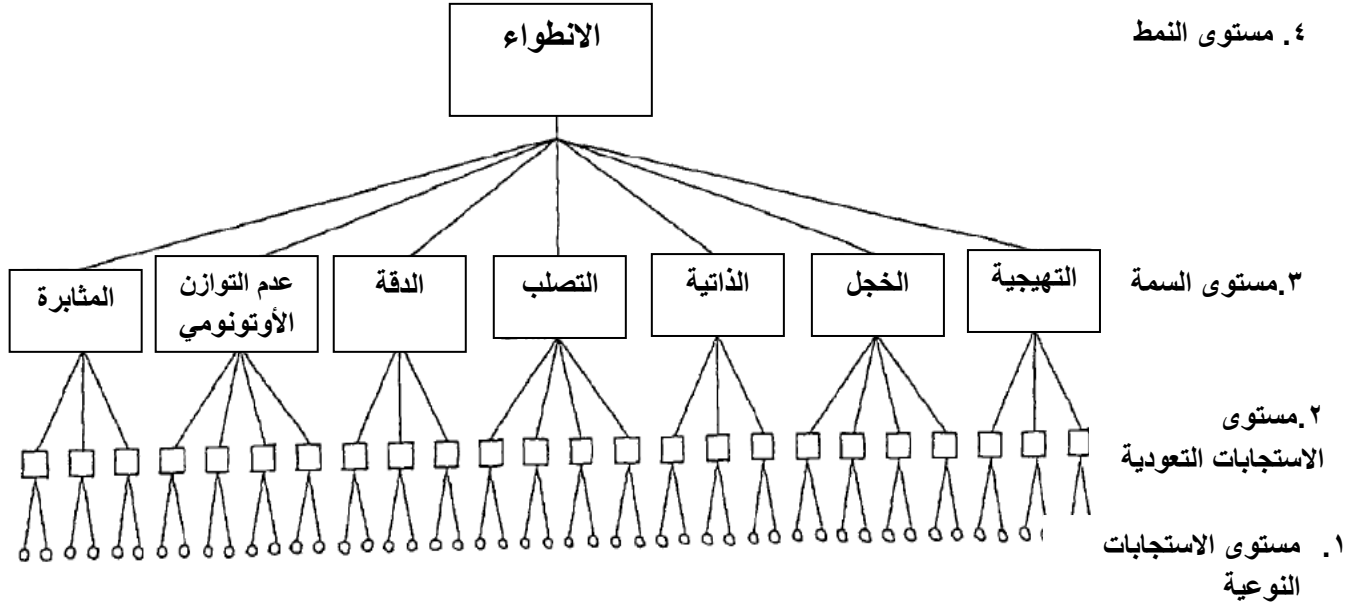 الانطواء
٤. مستوى النمط
التهيجية
الخجل
الذاتية
التصلب
الدقة
عدم التوازن
الأوتونومي
المثابرة
٣.مستوى السمة
٢.مستوى
الاستجابات التعودية
١. مستوى الاستجابات
النوعية